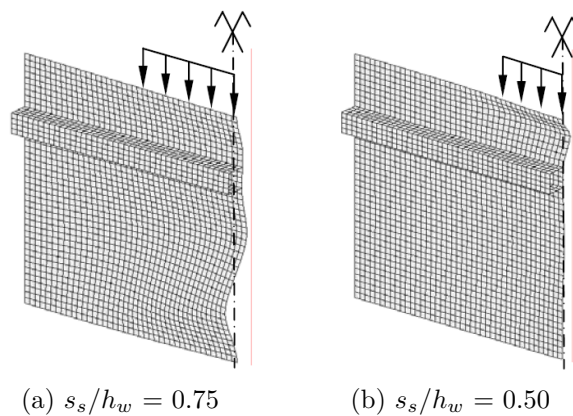 (a) s_s/h_w = 0.75
(b) s_s/h_w = 0.50